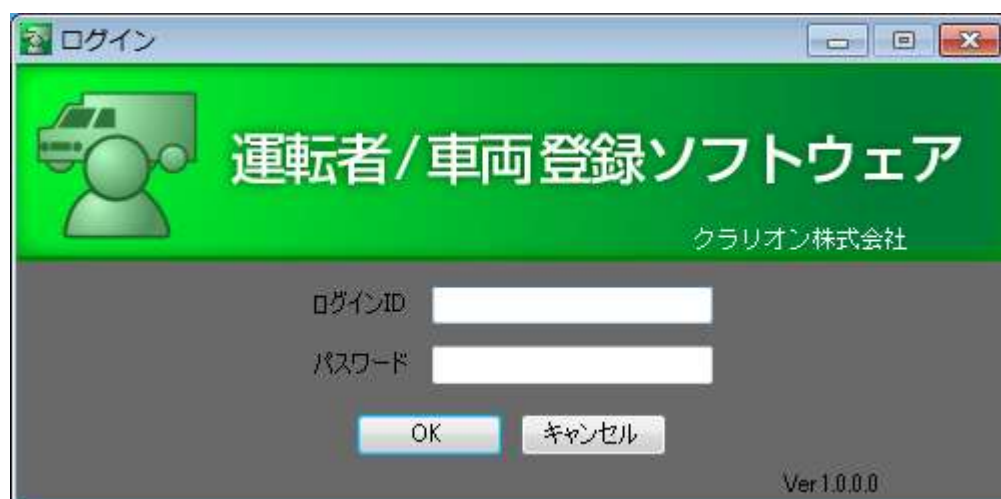 ログイン
運転者/車両登録ソフトウェア
クラリオン株式会社
ログインID
パスワード
OK キャンセル
Ver1.0.0.0